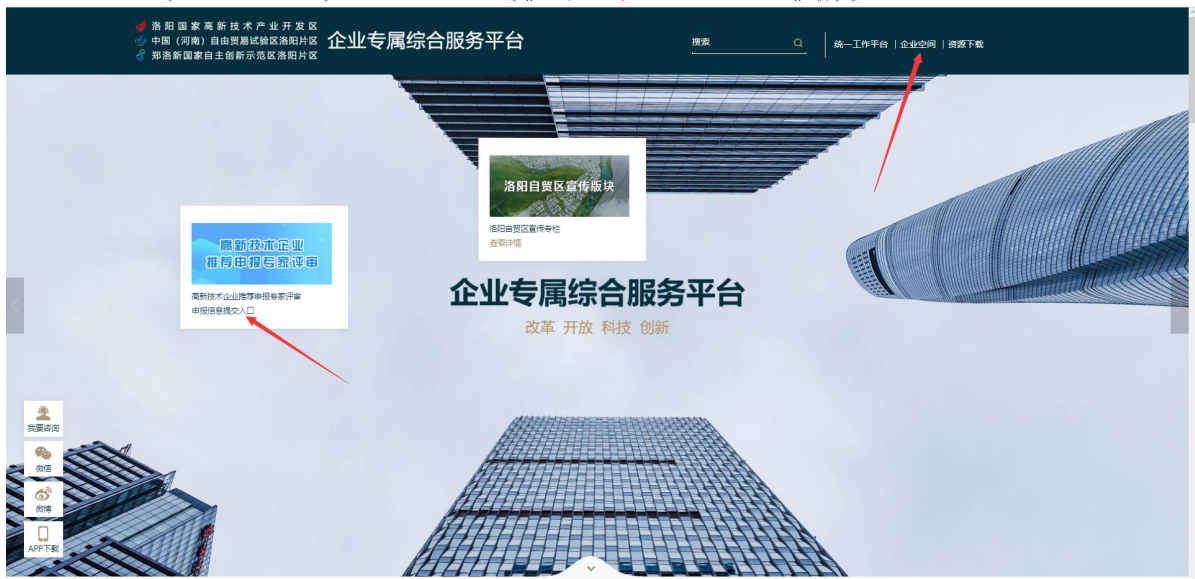 洛阳国家高新技术产业开发区
中国（河南）自由贸易试验区洛阳片区
郑洛新国家自主创新示范区洛阳片区
企业专属综合服务平台
搜索
统一工作平台 | 企业空间 | 资源下载
洛阳自贸区宣传版块
洛阳自贸区宣传专栏
查看详情
高新技术企业
推荐申报专家评审
高新技术企业推荐申报专家评审
申报信息提交入口
企业专属综合服务平台
改革 开放 科技 创新
我要咨询
微信
微博
APP下载